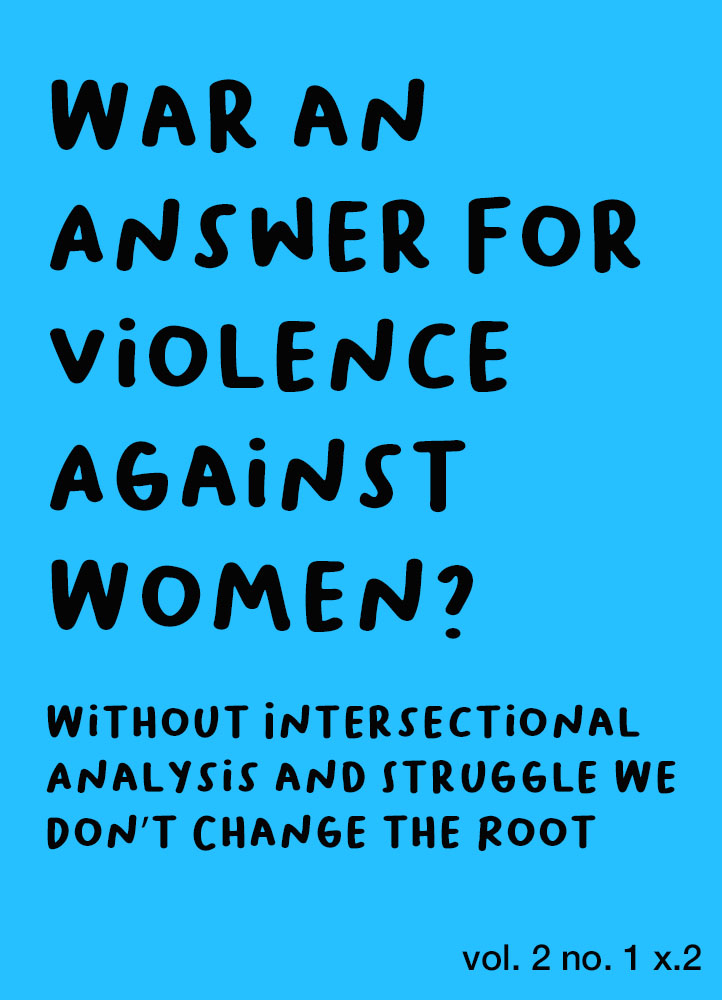 WAR AN
ANSWER FOR
ViOLENCE
AGAiNST
WOMEN?
WiTHOUT iNTERSECTiONAL
ANALYSiS AND STRUGGLE WE
DON'T CHANGE THE ROOT
vol. 2 no. 1 x.2